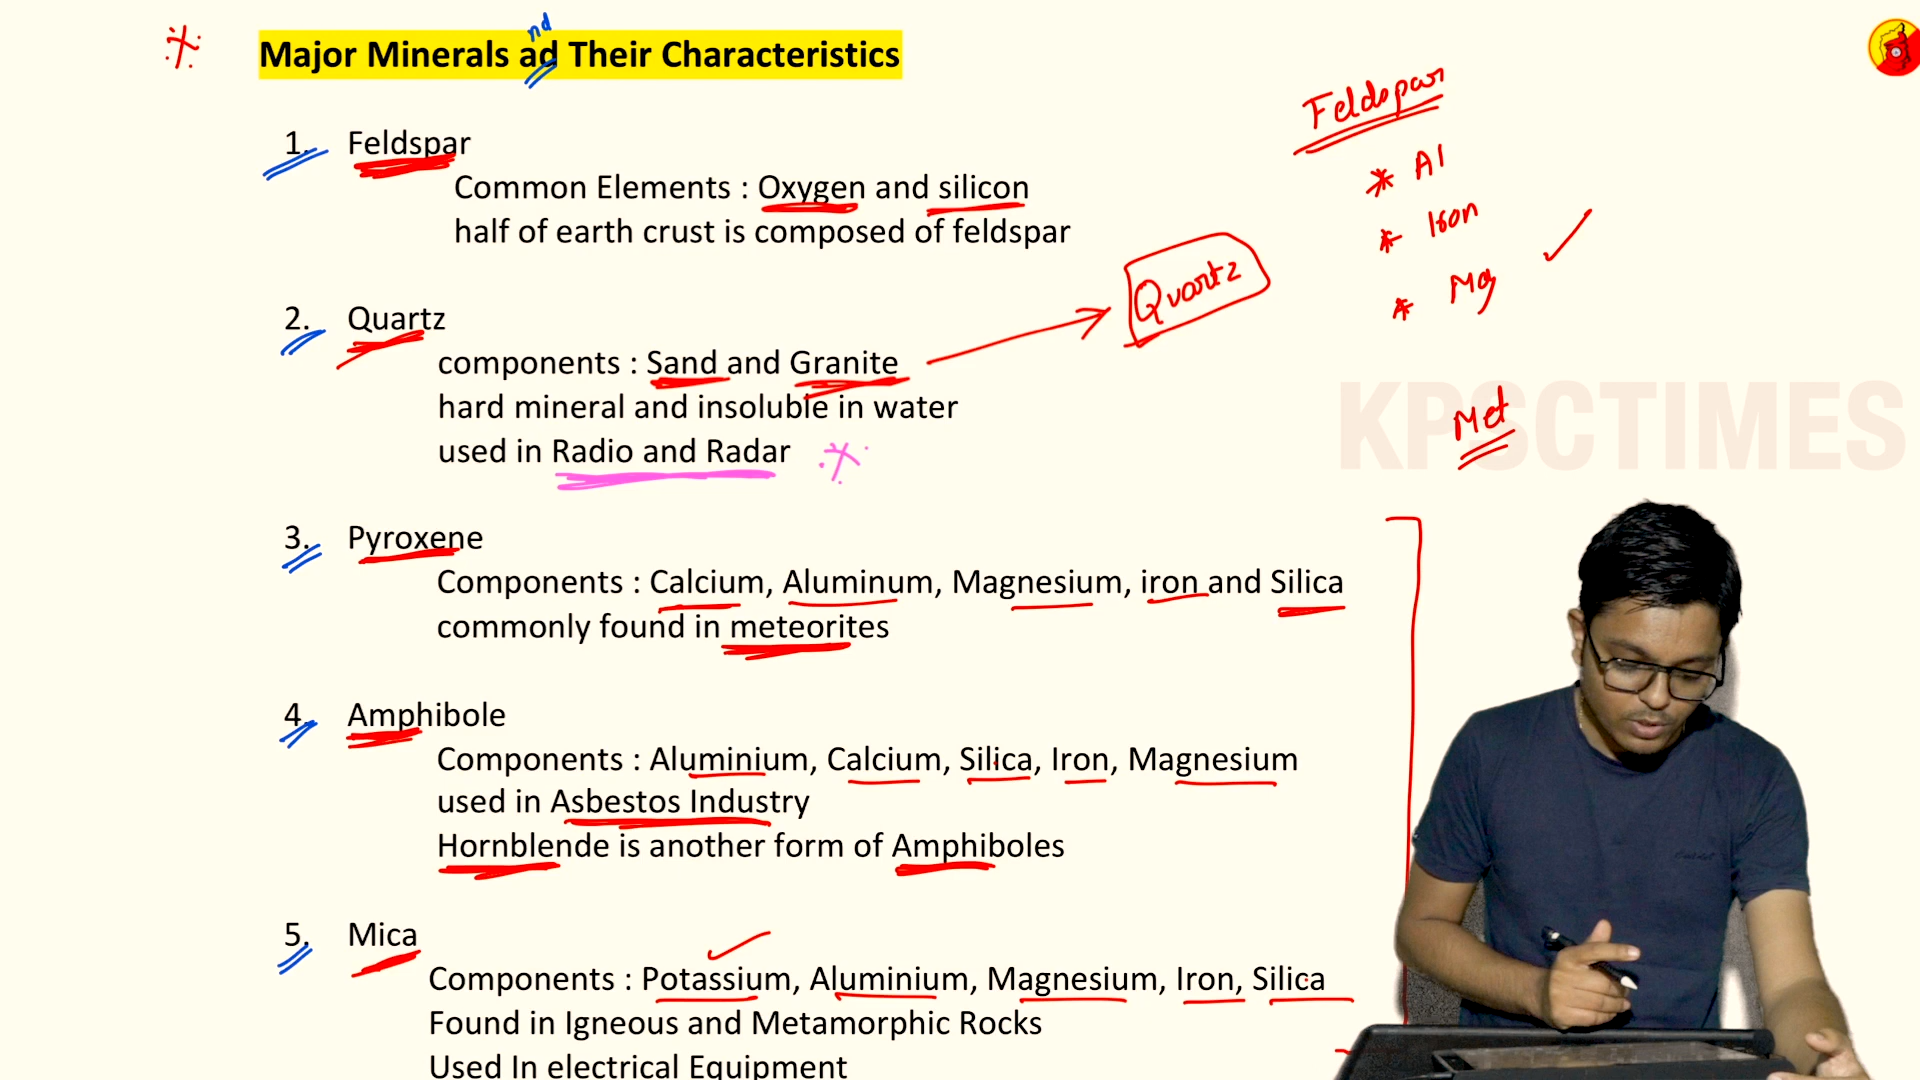 nd
Major Minerals ad Their Characteristics
1. Feldspar
Common Elements : Oxygen and silicon
half of earth crust is composed of feldspar
2. Quartz
components : Sand and Granite
hard mineral and insoluble in water
used in Radio and Radar
3. Pyroxene
Components : Calcium, Aluminum, Magnesium, iron and Silica
commonly found in meteorites
4. Amphibole
Components : Aluminium, Calcium, Silica, Iron, Magnesium
used in Asbestos Industry
Hornblende is another form of Amphiboles
5. Mica
Components : Potassium, Aluminium, Magnesium, Iron, Silica
Found in Igneous and Metamorphic Rocks
Used In electrical Equipment
Quartz
Feldspar
* Al
* Iron
* Mg
Met
KPSCTIMES